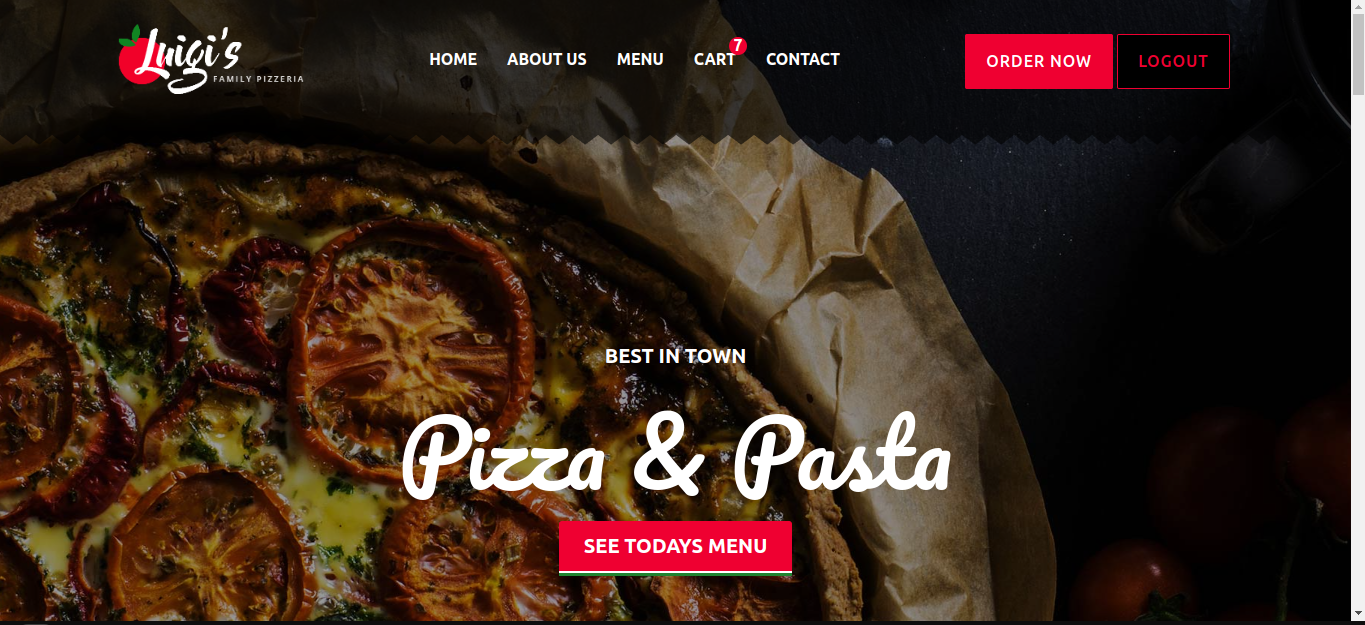 Luigi's
FAMILY PIZZERIA
HOME ABOUT US MENU CART 7 CONTACT
ORDER NOW LOGOUT
BEST IN TOWN
Pizza & Pasta
SEE TODAYS MENU